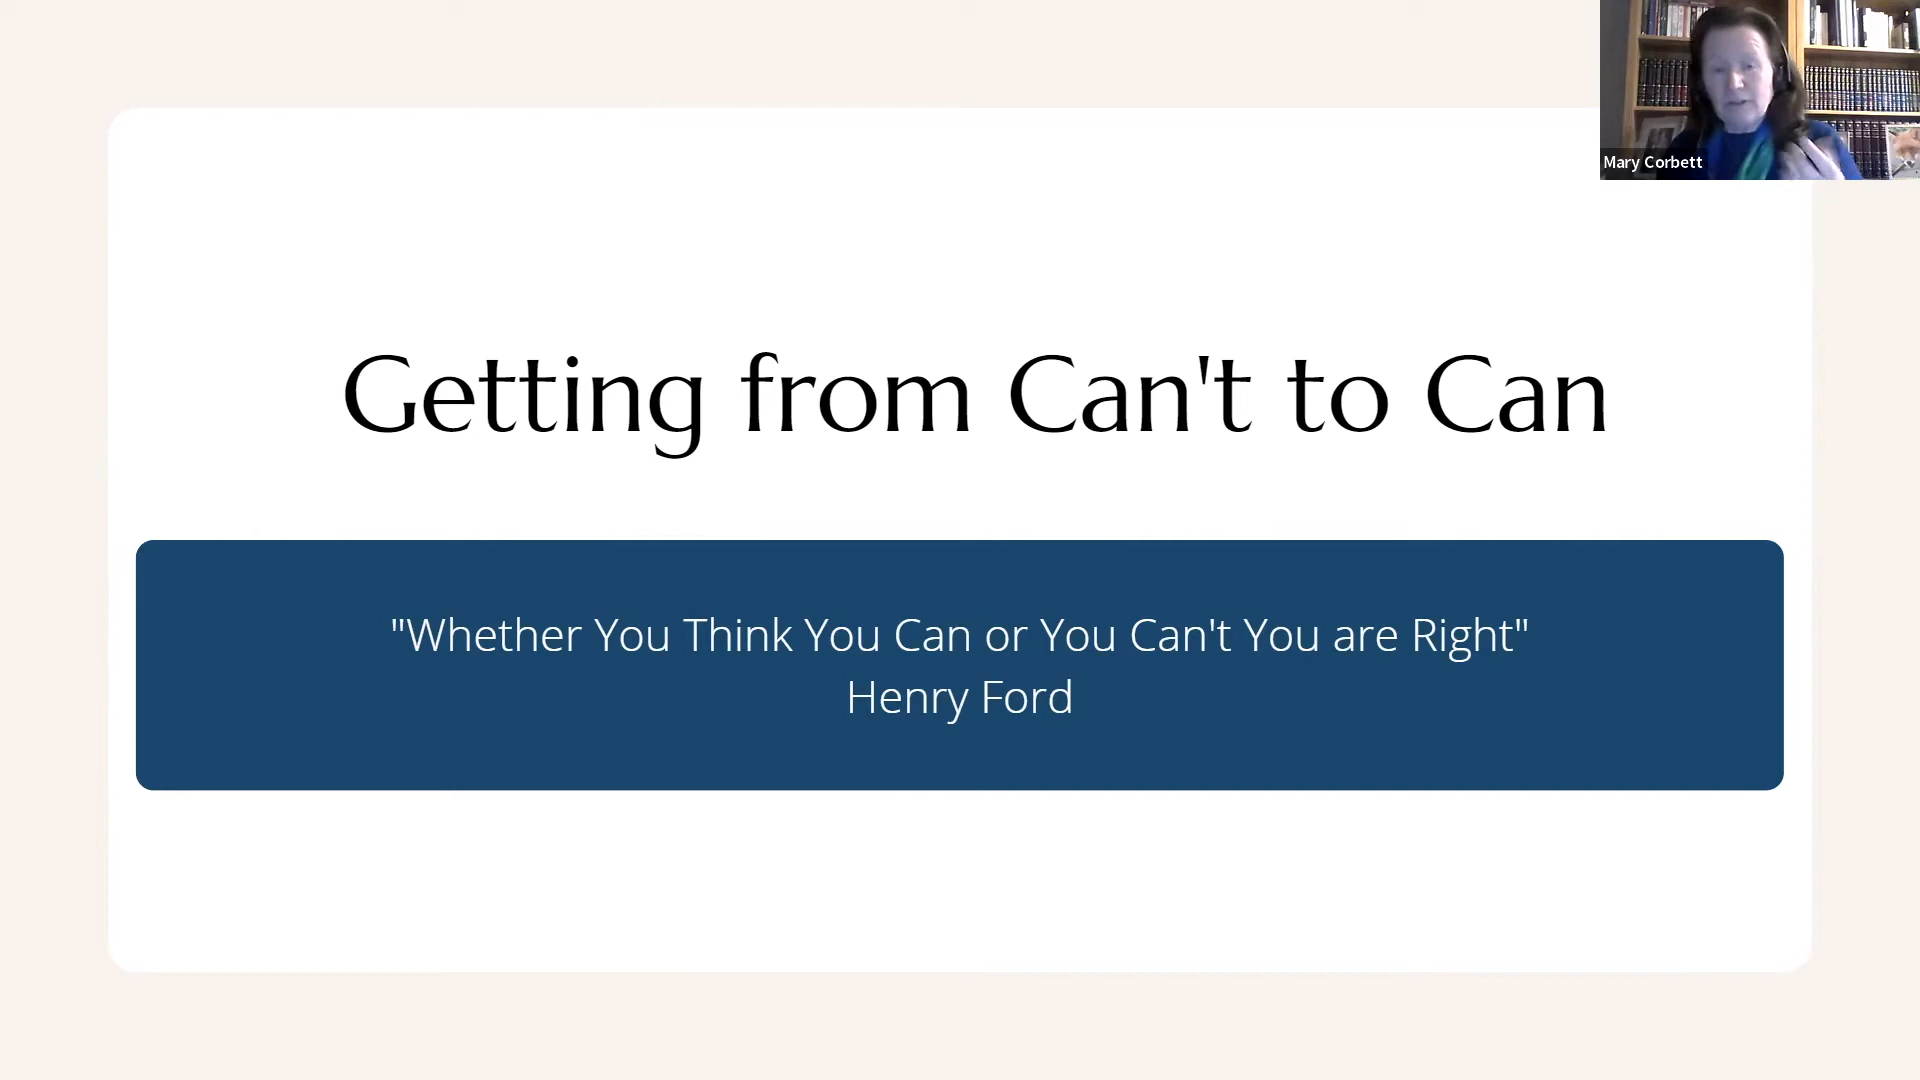 Mary Corbett
Getting from Can't to Can
"Whether You Think You Can or You Can't You are Right"
Henry Ford